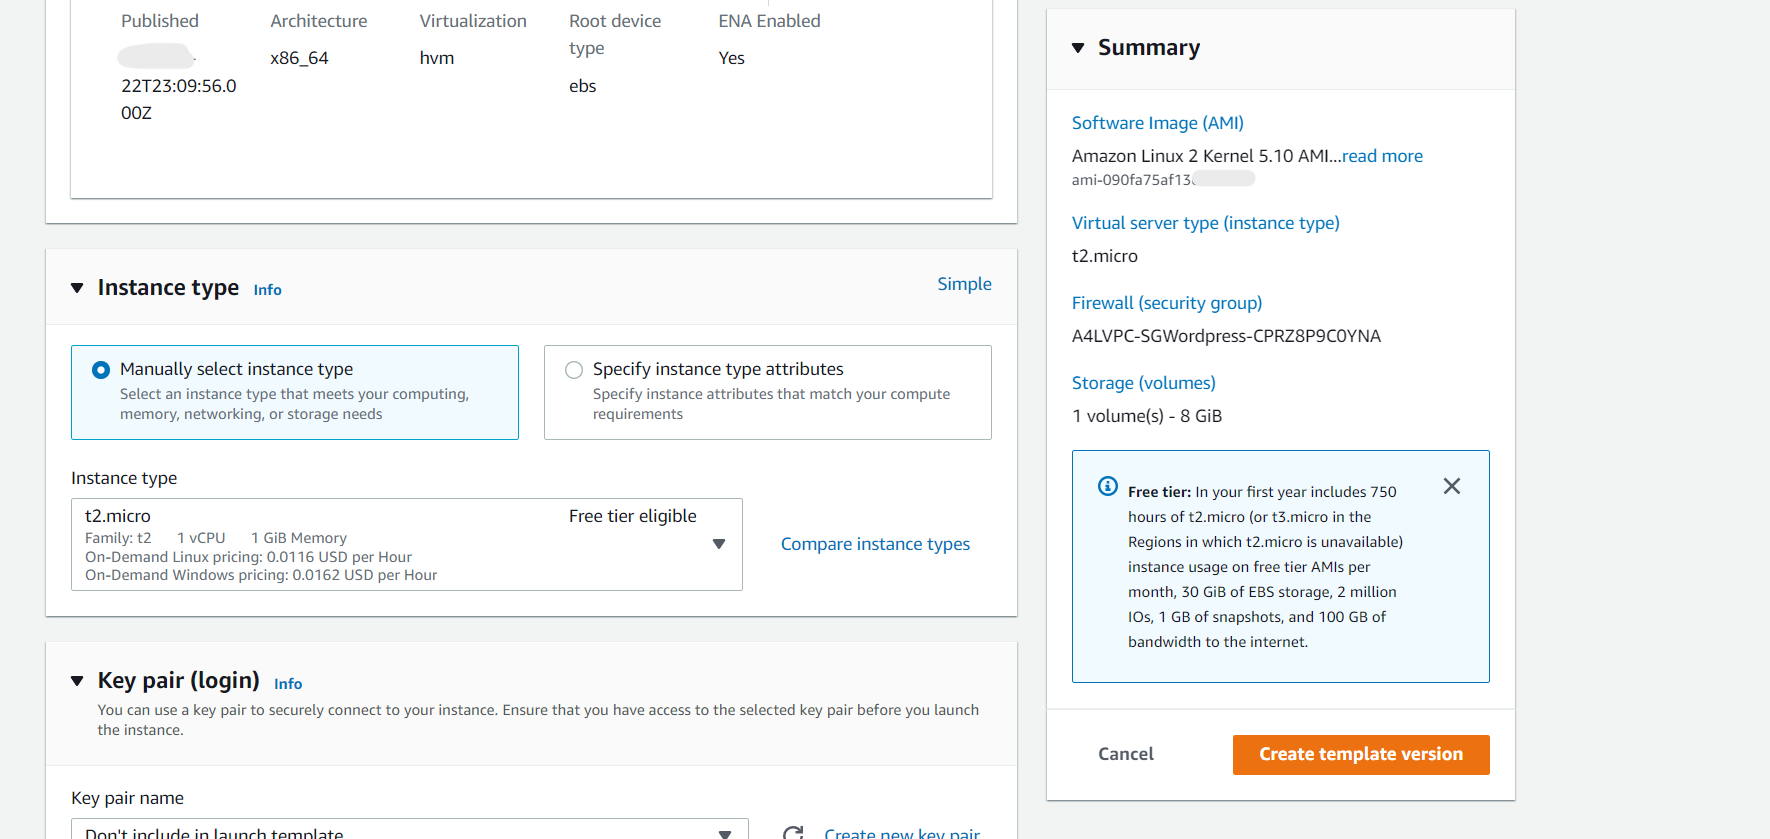 Published
Architecture
Virtualization
Root device
type
ENA Enabled
x86_64
hvm
ebs
Yes
22T23:09:56.0
00Z
Instance type Info
Simple
Manually select instance type
Select an instance type that meets your computing,
memory, networking, or storage needs
Specify instance type attributes
Specify instance attributes that match your compute
requirements
Instance type
t2.micro Free tier eligible
Family: t2 1 vCPU 1 GiB Memory
On-Demand Linux pricing: 0.0116 USD per Hour
On-Demand Windows pricing: 0.0162 USD per Hour
Compare instance types
Key pair (login) Info
You can use a key pair to securely connect to your instance. Ensure that you have access to the selected key pair before you launch
the instance.
Key pair name
Don't include in launch template
Create new key pair
Summary
Software Image (AMI)
Amazon Linux 2 Kernel 5.10 AMI...read more
ami-090fa75af13
Virtual server type (instance type)
t2.micro
Firewall (security group)
A4LVPC-SGWordpress-CPRZ8P9C0YNA
Storage (volumes)
1 volume(s) - 8 GiB
Free tier: In your first year includes 750
hours of t2.micro (or t3.micro in the
Regions in which t2.micro is unavailable)
instance usage on free tier AMIs per
month, 30 GiB of EBS storage, 2 million
IOs, 1 GB of snapshots, and 100 GB of
bandwidth to the internet.
Cancel
Create template version